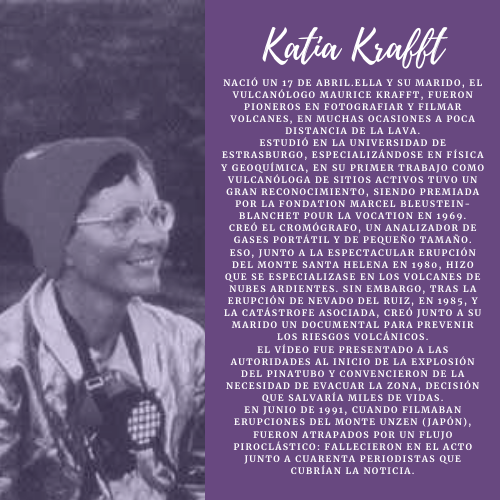 Katia Krafft
NACIÓ UN 17 DE ABRIL.ELLA Y SU MARIDO, EL
VULCANÓLOGO MAURICE KRAFFT, FUERON
PIONEROS EN FOTOGRAFIAR Y FILMAR
VOLCANES, EN MUCHAS OCASIONES A POCA
DISTANCIA DE LA LAVA.
ESTUDIÓ EN LA UNIVERSIDAD DE
ESTRASBURGO, ESPECIALIZÁNDOSE EN FÍSICA
Y GEOQUÍMICA, EN SU PRIMER TRABAJO COMO
VULCANÓLOGA DE SITIOS ACTIVOS TUVO UN
GRAN RECONOCIMIENTO, SIENDO PREMIADA
POR LA FONDATION MARCEL BLEUSTEIN-
BLANCHET POUR LA VOCATION EN 1969.
CREÓ EL CROMÓGRAFO, UN ANALIZADOR DE
GASES PORTÁTIL Y DE PEQUEÑO TAMAÑO.
ESO, JUNTO A LA ESPECTACULAR ERUPCIÓN
DEL MONTE SANTA HELENA EN 1980, HIZO
QUE SE ESPECIALIZASE EN LOS VOLCANES DE
NUBES ARDIENTES. SIN EMBARGO, TRAS LA
ERUPCIÓN DE NEVADO DEL RUIZ, EN 1985, Y
LA CATÁSTROFE ASOCIADA, CREÓ JUNTO A SU
MARIDO UN DOCUMENTAL PARA PREVENIR
LOS RIESGOS VOLCÁNICOS.
EL VÍDEO FUE PRESENTADO A LAS
AUTORIDADES AL INICIO DE LA EXPLOSIÓN
DEL PINATUBO Y CONVENCIERON DE LA
NECESIDAD DE EVACUAR LA ZONA, DECISIÓN
QUE SALVARÍA MILES DE VIDAS.
EN JUNIO DE 1991, CUANDO FILMABAN
ERUPCIONES DEL MONTE UNZEN (JAPÓN),
FUERON ATRAPADOS POR UN FLUJO
PIROCLÁSTICO: FALLECIERON EN EL ACTO
JUNTO A CUARENTA PERIODISTAS QUE
CUBRÍAN LA NOTICIA.